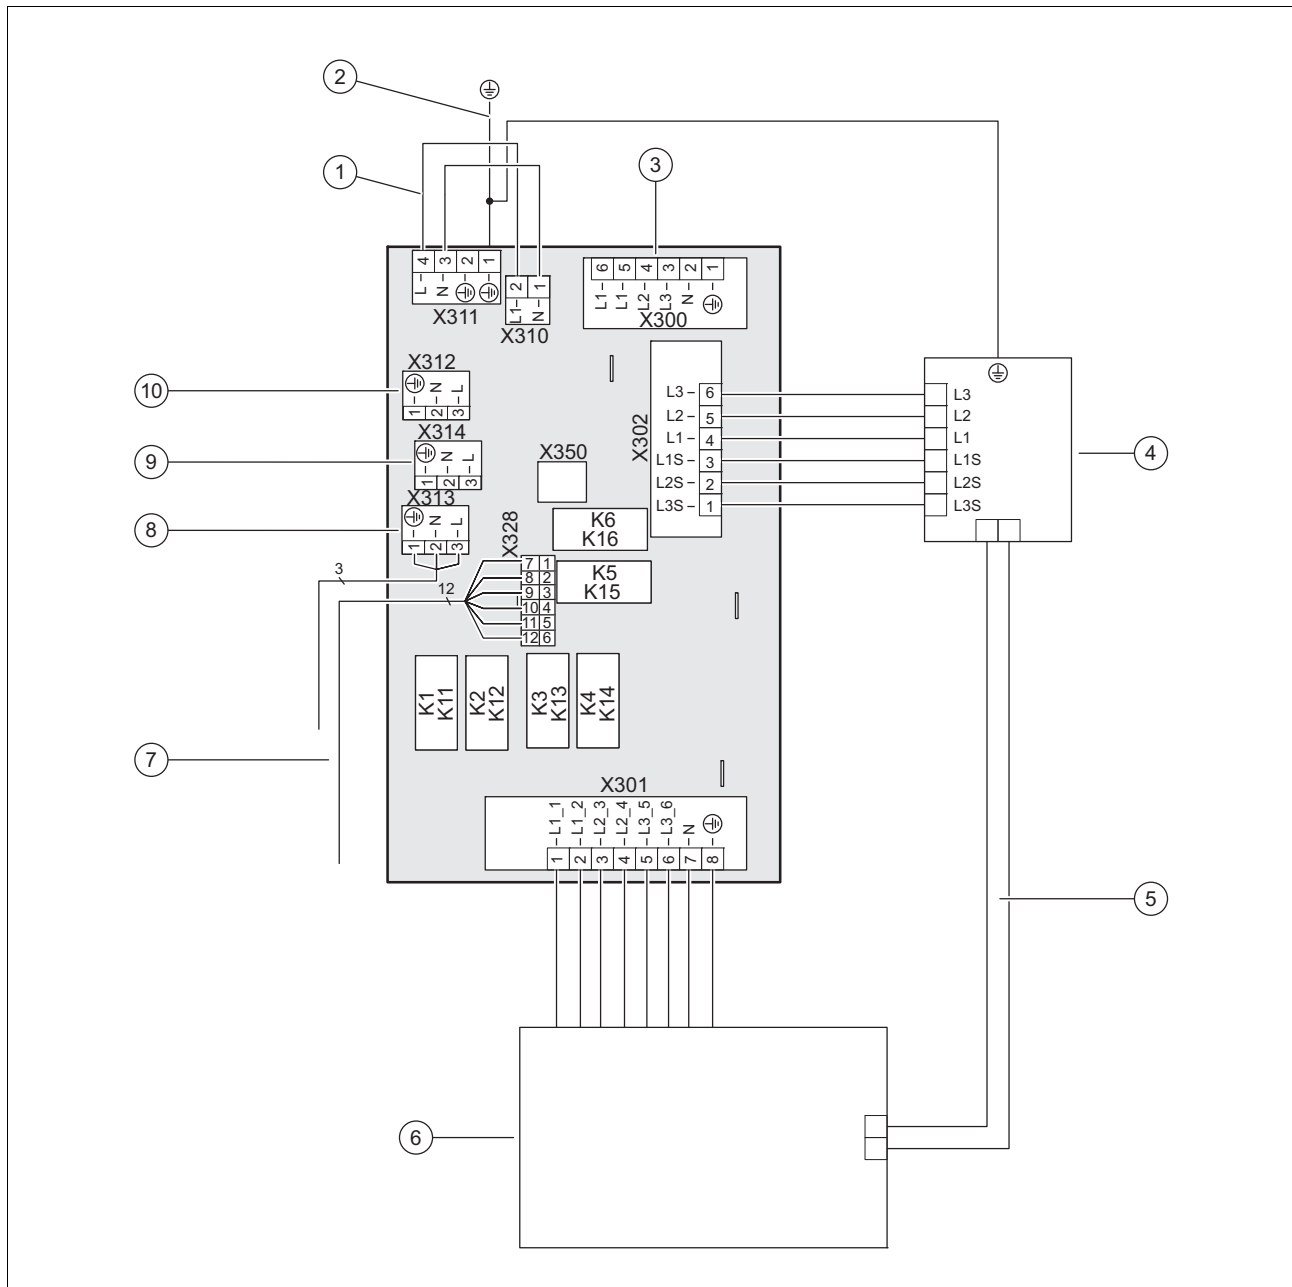 2
1
3
4 3 2 1
L – N –
X311
2 1
L1 – N –
X310
6 5 4 3 2 1
L1 – L1 – L2 – L3 – N –
X300
X312
– N – L
1 2 3
10
X314
– N – L
1 2 3
9
X313
– N – L
1 2 3
8
X350
X302
L3 – 6
L2 – 5
L1 – 4
L1S – 3
L2S – 2
L3S – 1
L3
L2
L1
L1S
L2S
L3S
4
K6
K16
X328
7 1
8 2
9 3
10 4
11 5
12 6
K5
K15
3
12
K1
K11
K2
K12
K3
K13
K4
K14
7
X301
– L1_1 – L1_2 – L2_3 – L2_4 – L3_5 – L3_6 – N –
1 2 3 4 5 6 7 8
5
6